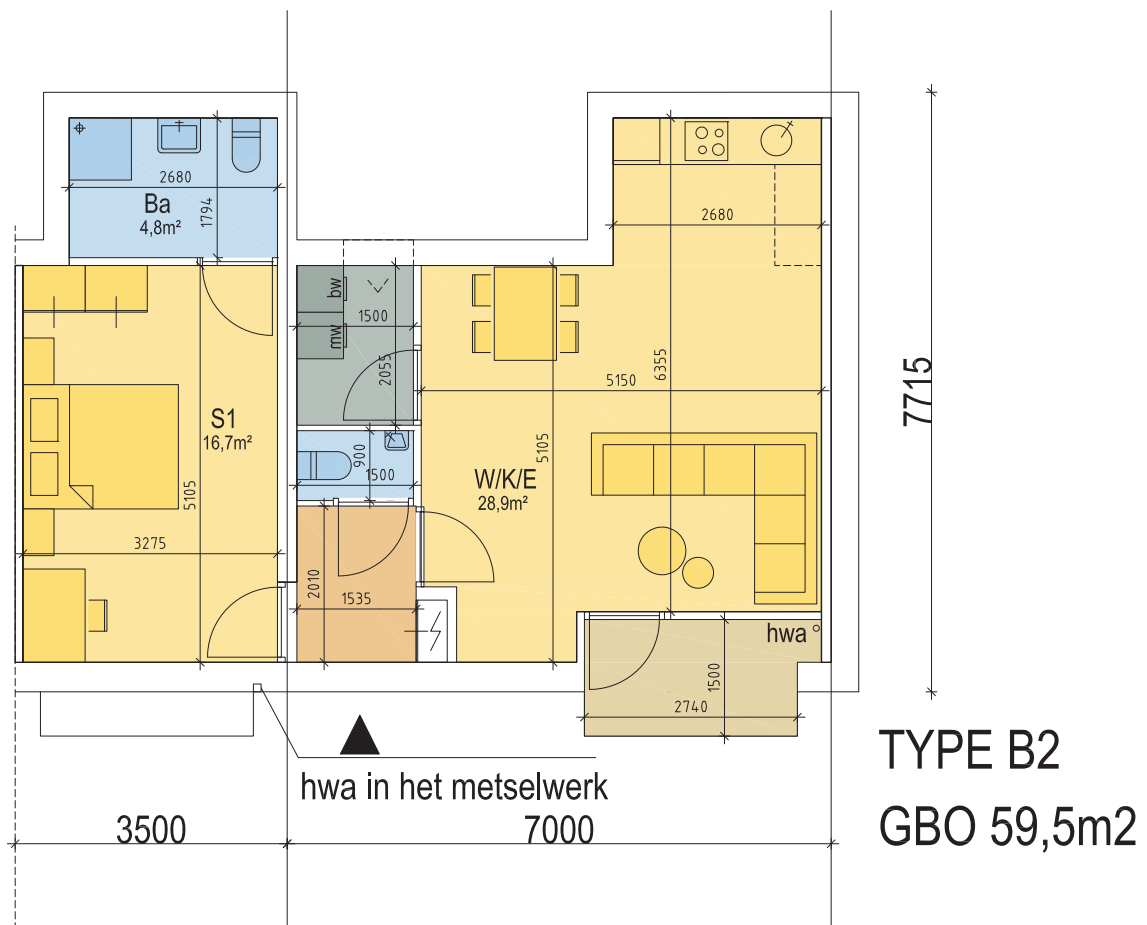 2680
1794
Ba
4,8m²
2680
bw
1500
mw
2055
5150
6355
7715
S1
16,7m²
5105
3275
900
1500
5105
W/K/E
28,9m²
2010
1535
hwa
1500
2740
hwa in het metselwerk
3500
7000
TYPE B2
GBO 59,5m2